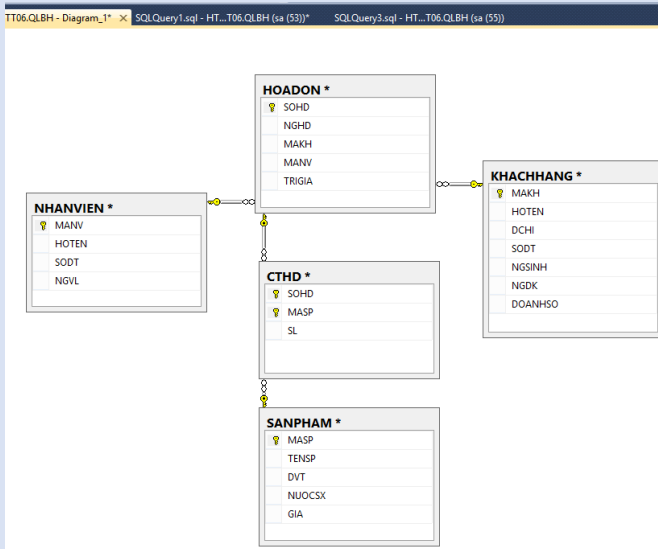 TT06.QLBH - Diagram_1* × SQLQuery1.sql - HT...T06.QLBH (sa (53))* SQLQuery3.sql - HT...T06.QLBH (sa (55))
HOADON *
SOHD
NGHD
MAKH
MANV
TRIGIA
KHACHHANG *
MAKH
HOTEN
DCHI
SODT
NGSINH
NGDK
DOANHSO
NHANVIEN *
MANV
HOTEN
SODT
NGVL
CTHD *
SOHD
MASP
SL
SANPHAM *
MASP
TENSP
DVT
NUOCSX
GIA